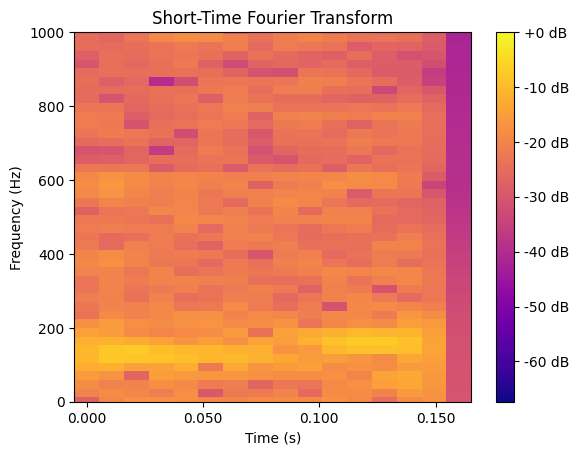 Short-Time Fourier Transform
1000
800
600
400
200
0
Frequency (Hz)
0.000
0.050
0.100
0.150
Time (s)
+0 dB
-10 dB
-20 dB
-30 dB
-40 dB
-50 dB
-60 dB